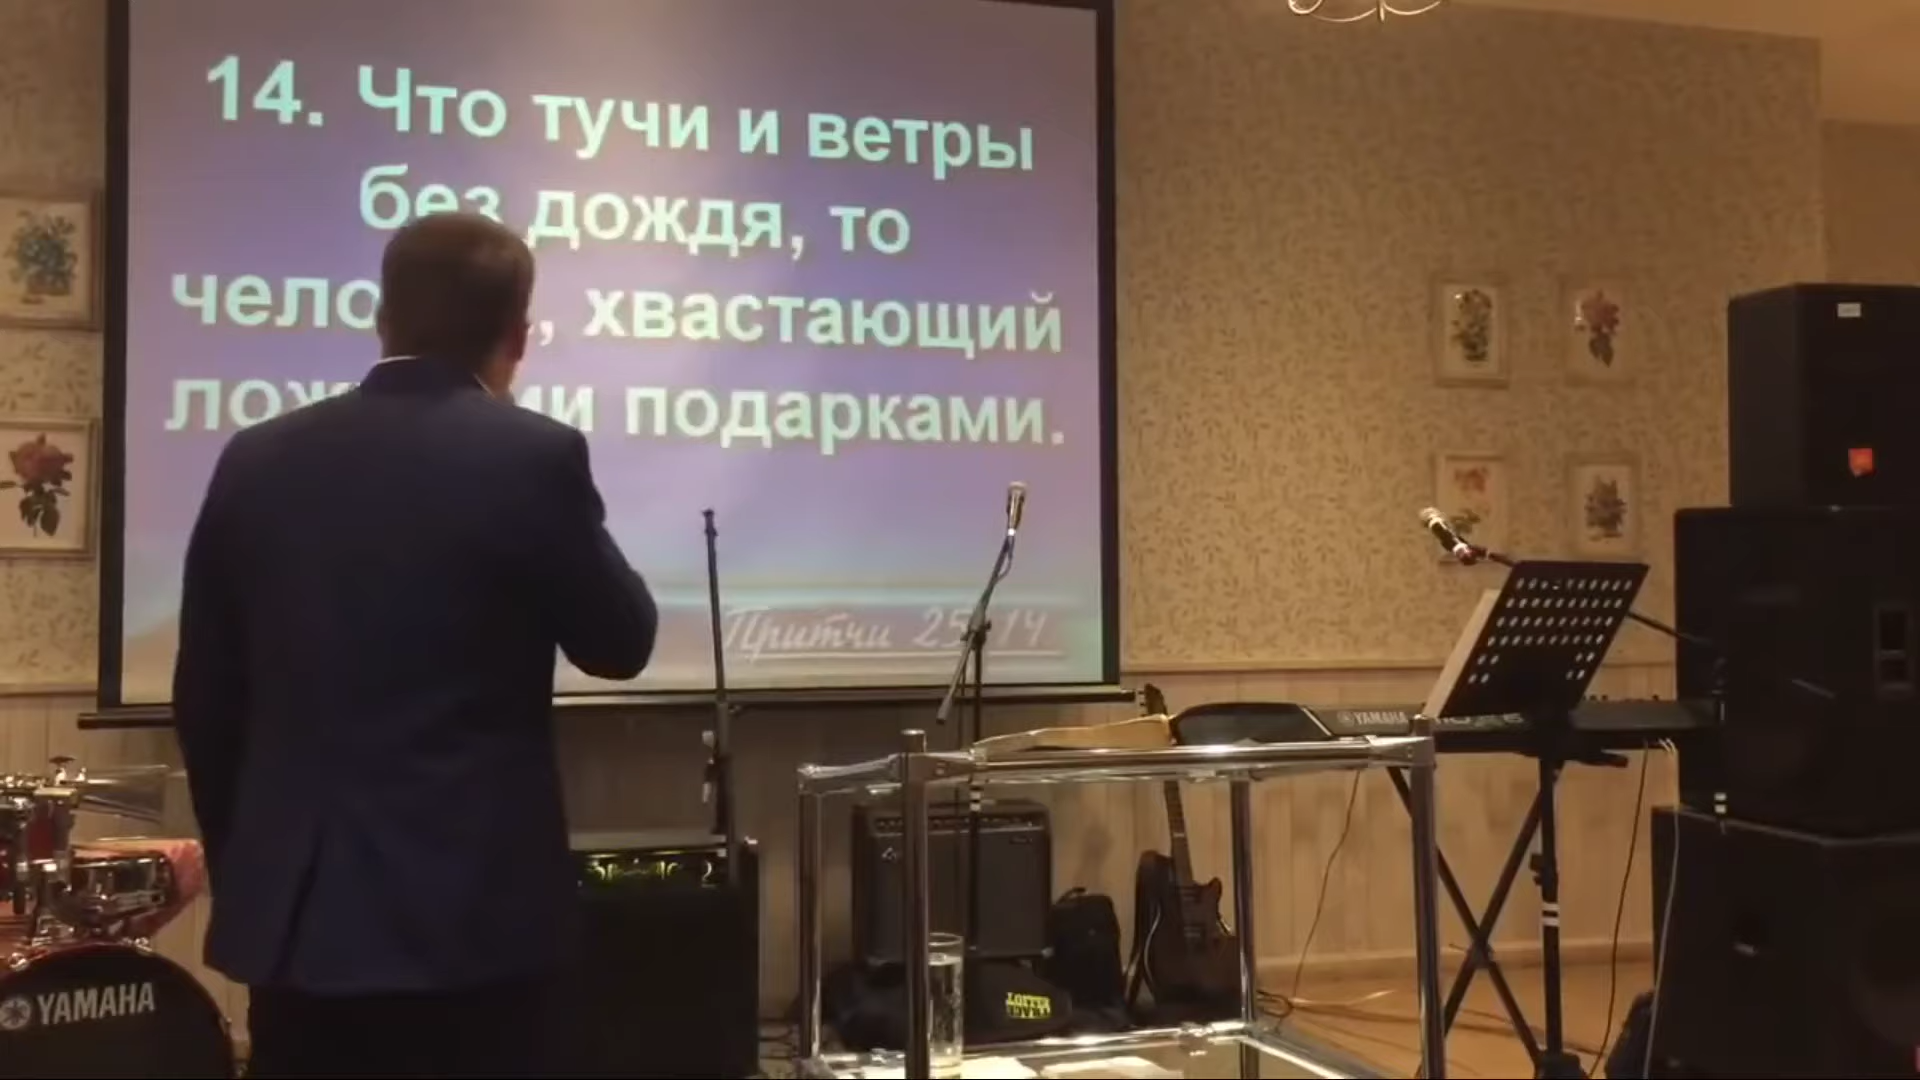 14. Что тучи и ветры
без дождя, то
, хвастающий
подарками.
Притчи 25:14
YAMAHA
YAMAHA